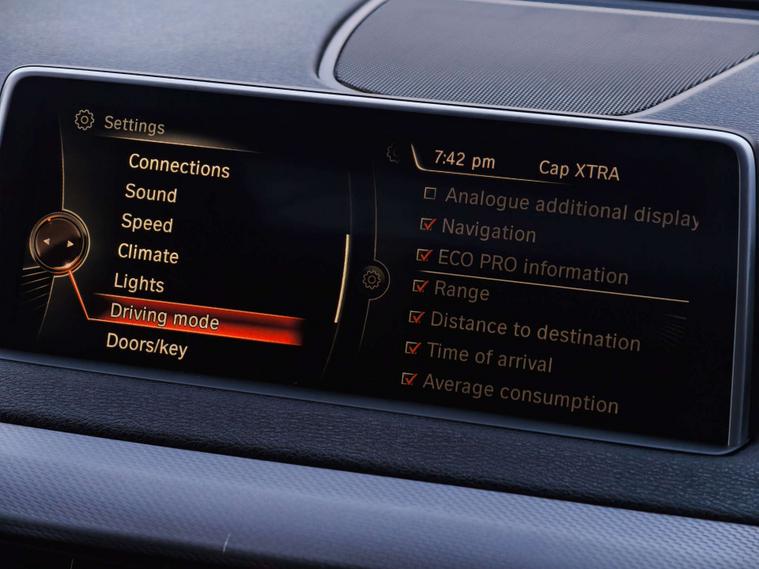 Settings
Connections
Sound
Speed
Climate
Lights
Driving mode
Doors/key
7:42 pm Cap XTRA
Analogue additional display
Navigation
ECO PRO information
Range
Distance to destination
Time of arrival
Average consumption